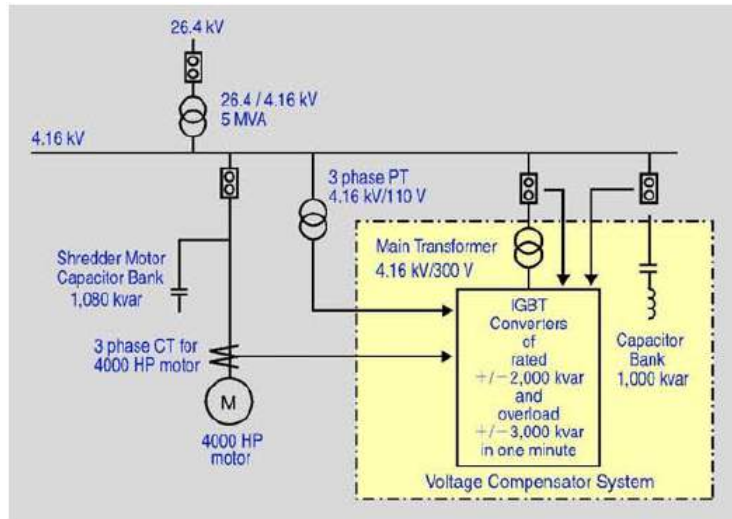 26.4 kV
26.4 / 4.16 kV
5 MVA
4.16 kV
3 phase PT
4.16 kV/110 V
Shredder Motor
Capacitor Bank
1,080 kvar
Main Transformer
4.16 kV/300 V
IGBT
Converters
of
rated
+/−2,000 kvar
and
overload
+/−3,000 kvar
in one minute
Capacitor
Bank
1,000 kvar
3 phase CT for
4000 HP motor
M
4000 HP
motor
Voltage Compensator System